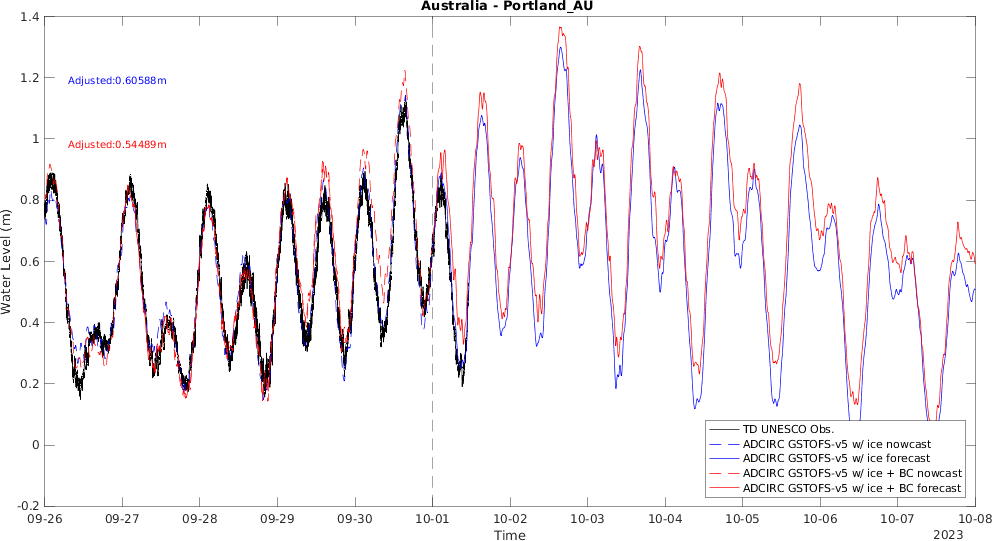 Australia - Portland_AU
1.4
1.2
1
0.8
0.6
0.4
0.2
0
-0.2
Water Level (m)
Adjusted:0.60588m
Adjusted:0.54489m
TD UNESCO Obs.
ADCIRC GSTOFS-v5 w/ ice nowcast
ADCIRC GSTOFS-v5 w/ ice forecast
ADCIRC GSTOFS-v5 w/ ice + BC nowcast
ADCIRC GSTOFS-v5 w/ ice + BC forecast
09-26 09-27 09-28 09-29 09-30 10-01 10-02 10-03 10-04 10-05 10-06 10-07 10-08
Time
2023